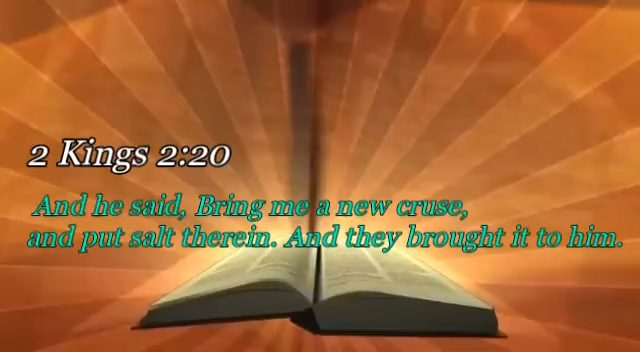 2 Kings 2:20
And he said, Bring me a new cruse,
and put salt therein. And they brought it to him.